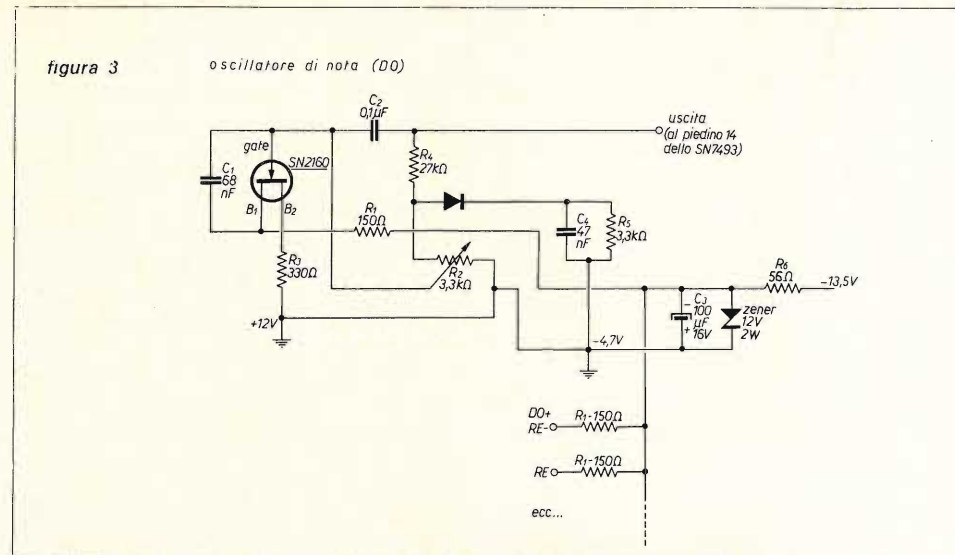 figura 3
oscillatore di nota (DO)
C2
0,1µF
uscita
(al piedino 14
dello SN7493)
gate
SN2160
C1
68
nF
B1
B2
R4
27kΩ
R1
150Ω
C4
47
nF
R5
3,3kΩ
R3
330Ω
R2
3,3kΩ
R6
56Ω
-13,5V
+12V
-4,7V
- C3
100
µF
+ 16V
zener
12V
2W
DO+
RE-
R1-150Ω
RE
R1-150Ω
ecc...